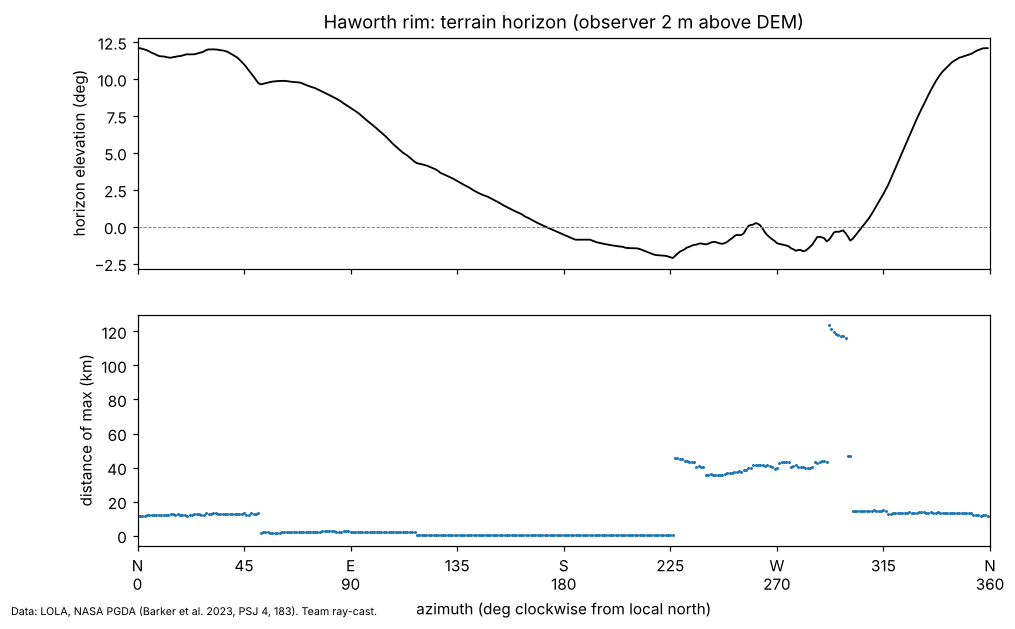 Haworth rim: terrain horizon (observer 2 m above DEM)
horizon elevation (deg)
12.5
10.0
7.5
5.0
2.5
0.0
−2.5
distance of max (km)
120
100
80
60
40
20
0
N E S W N
0 45 90 135 180 225 270 315 360
azimuth (deg clockwise from local north)
Data: LOLA, NASA PGDA (Barker et al. 2023, PSJ 4, 183). Team ray-cast.